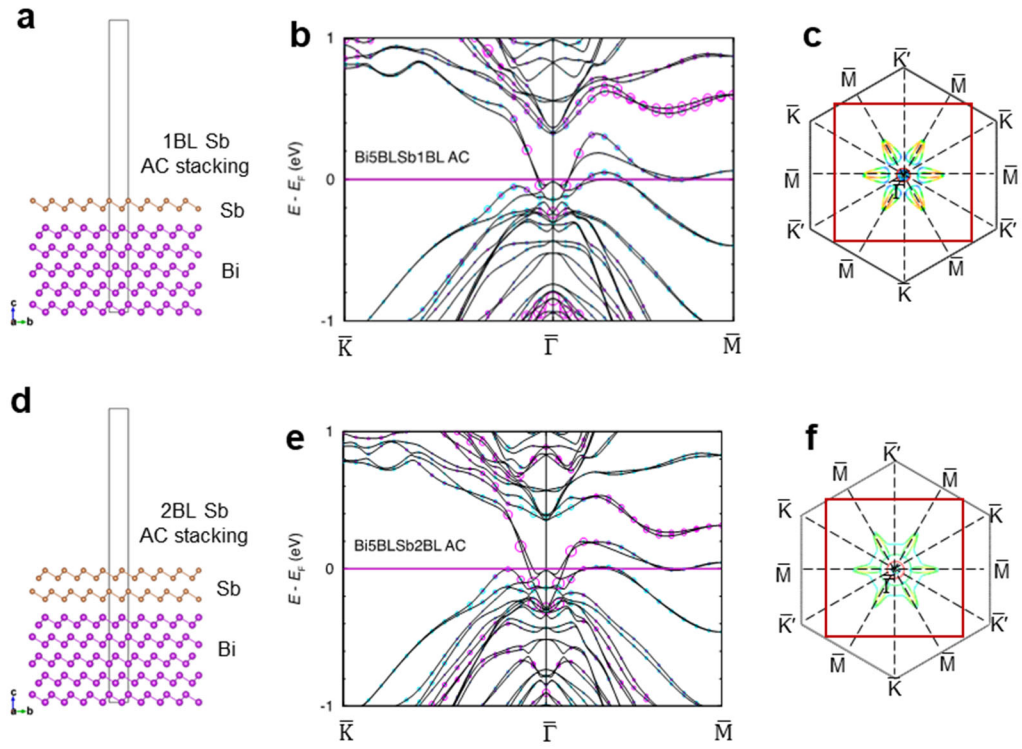 a
1BL Sb
AC stacking
Sb
Bi
c
a b
b
1
0
-1
E - E_F (eV)
Bi5BLSb1BL AC
K̅
Γ̅
M̅
c
K̅′
M̅
M̅
K̅
K̅
M̅
M̅
Γ̅
K̅′
K̅′
M̅
M̅
K̅
d
2BL Sb
AC stacking
Sb
Bi
c
a b
e
1
0
-1
E - E_F (eV)
Bi5BLSb2BL AC
K̅
Γ̅
M̅
f
K̅′
M̅
M̅
K̅
K̅
M̅
M̅
Γ̅
K̅′
K̅′
M̅
M̅
K̅